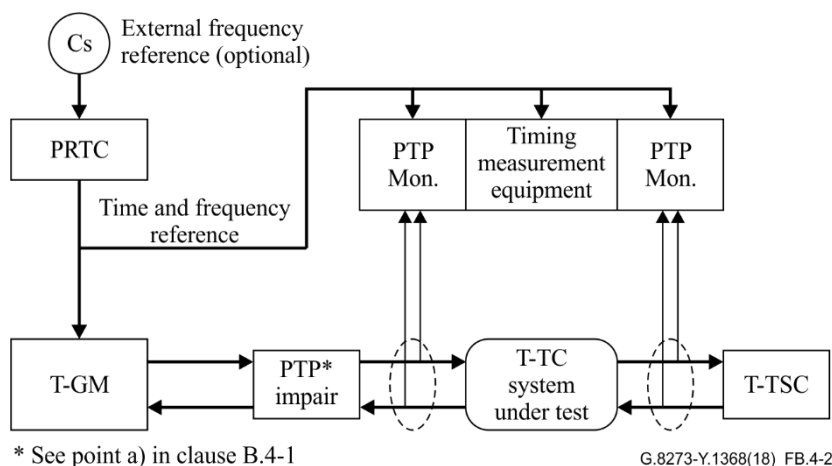 Cs
External frequency
reference (optional)
PRTC
PTP
Mon.
Timing
measurement
equipment
PTP
Mon.
Time and frequency
reference
T-GM
PTP*
impair
T-TC
system
under test
T-TSC
* See point a) in clause B.4-1
G.8273-Y.1368(18)_FB.4-2